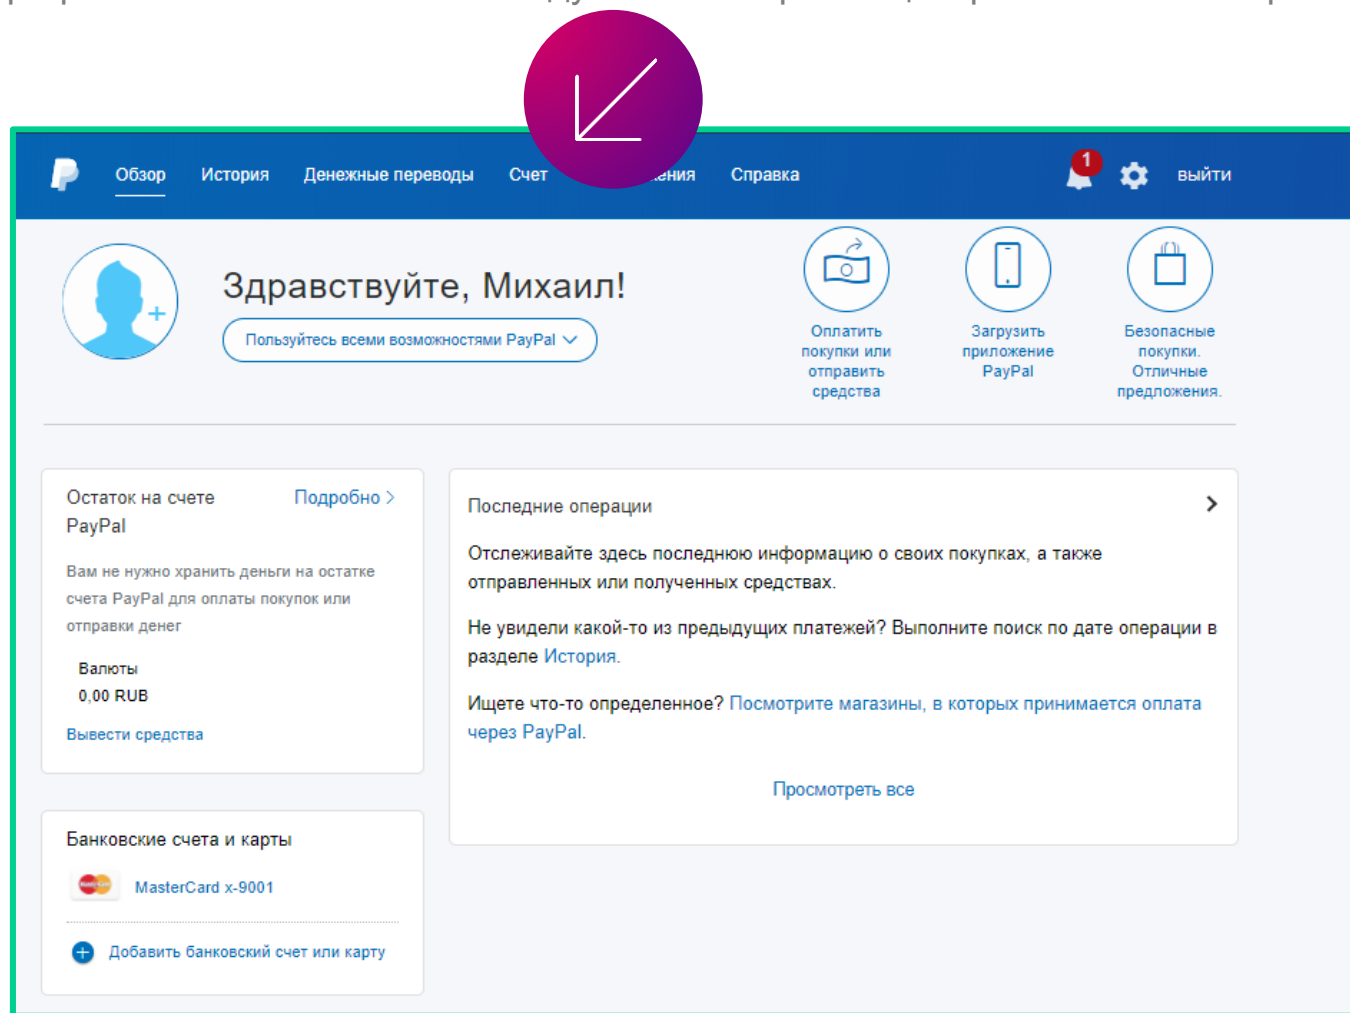 Обзор История Денежные переводы Счет Справка 1 выйти
Здравствуйте, Михаил!
Пользуйтесь всеми возможностями PayPal
Оплатить
покупки или
отправить
средства
Загрузить
приложение
PayPal
Безопасные
покупки.
Отличные
предложения.
Остаток на счете
PayPal
Подробно >
Вам не нужно хранить деньги на остатке
счета PayPal для оплаты покупок или
отправки денег
Валюты
0,00 RUB
Вывести средства
Последние операции
Отслеживайте здесь последнюю информацию о своих покупках, а также
отправленных или полученных средствах.
Не увидели какой-то из предыдущих платежей? Выполните поиск по дате операции в
разделе История.
Ищете что-то определенное? Посмотрите магазины, в которых принимается оплата
через PayPal.
Просмотреть все
Банковские счета и карты
MasterCard x-9001
Добавить банковский счет или карту